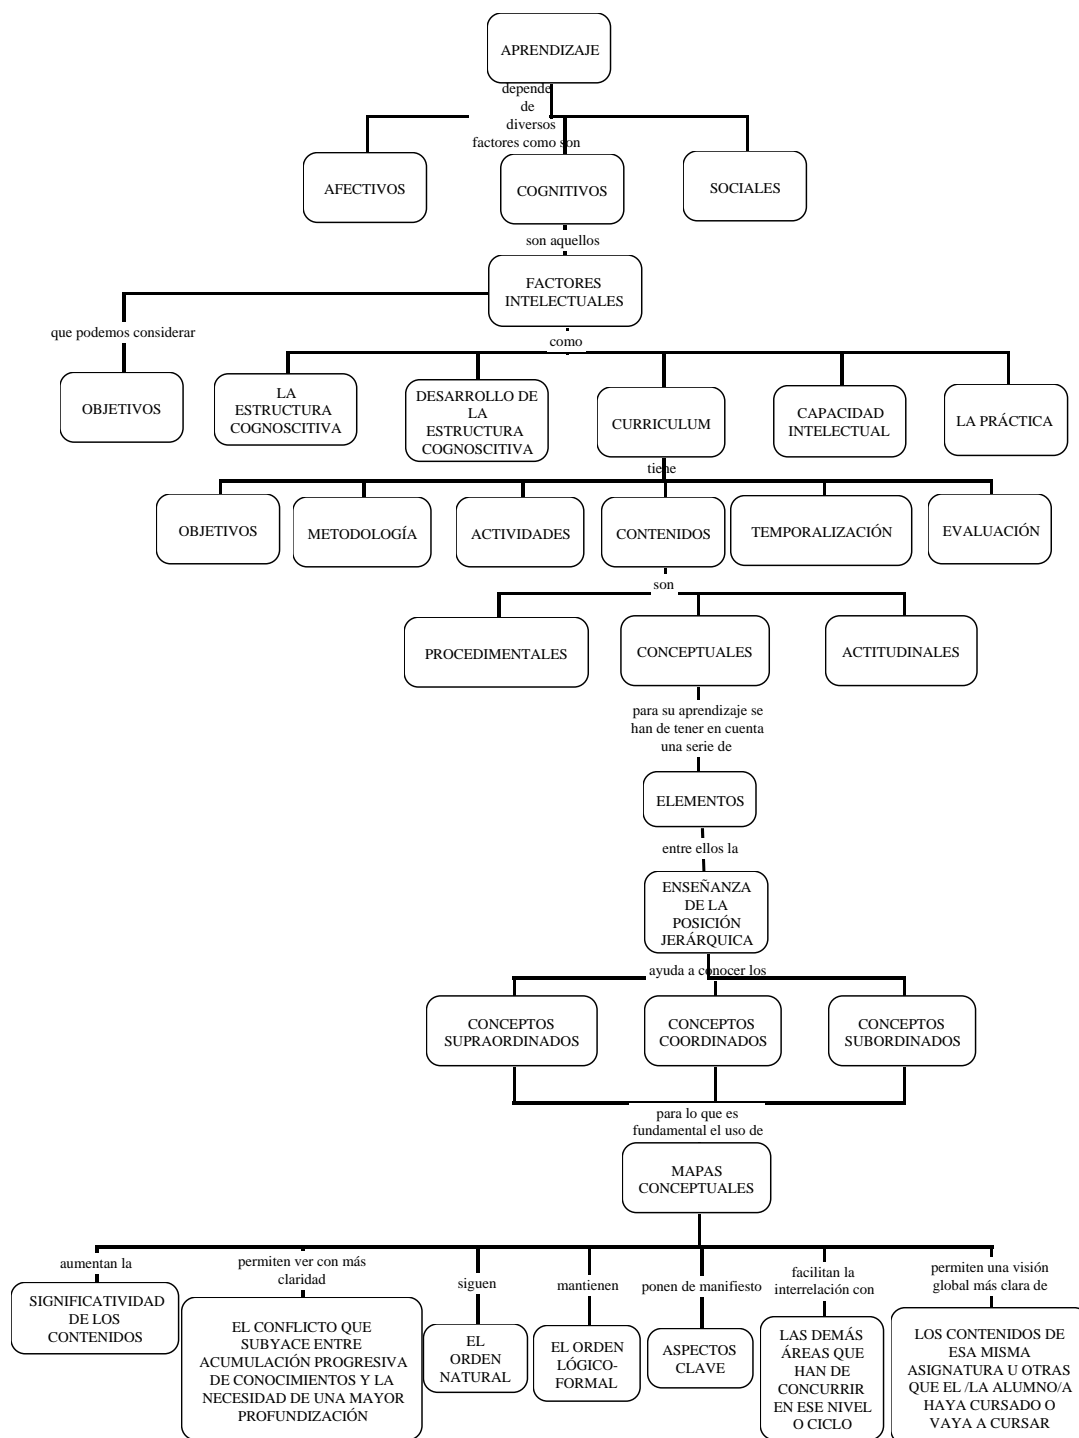 APRENDIZAJE
depende
de
diversos
factores como son
AFECTIVOS
COGNITIVOS
SOCIALES
son aquellos
FACTORES
INTELECTUALES
que podemos considerar
como
OBJETIVOS
LA
ESTRUCTURA
COGNOSCITIVA
DESARROLLO DE
LA
ESTRUCTURA
COGNOSCITIVA
CURRICULUM
CAPACIDAD
INTELECTUAL
LA PRÁCTICA
tiene
OBJETIVOS
METODOLOGÍA
ACTIVIDADES
CONTENIDOS
TEMPORALIZACIÓN
EVALUACIÓN
son
PROCEDIMENTALES
CONCEPTUALES
ACTITUDINALES
para su aprendizaje se
han de tener en cuenta
una serie de
ELEMENTOS
entre ellos la
ENSEÑANZA
DE LA
POSICIÓN
JERÁRQUICA
ayuda a conocer los
CONCEPTOS
SUPRAORDINADOS
CONCEPTOS
COORDINADOS
CONCEPTOS
SUBORDINADOS
para lo que es
fundamental el uso de
MAPAS
CONCEPTUALES
aumentan la
SIGNIFICATIVIDAD
DE LOS
CONTENIDOS
permiten ver con más
claridad
EL CONFLICTO QUE
SUBYACE ENTRE
ACUMULACIÓN PROGRESIVA
DE CONOCIMIENTOS Y LA
NECESIDAD DE UNA MAYOR
PROFUNDIZACIÓN
siguen
EL
ORDEN
NATURAL
mantienen
EL ORDEN
LÓGICO-
FORMAL
ponen de manifiesto
ASPECTOS
CLAVE
facilitan la
interrelación con
LAS DEMÁS
ÁREAS QUE
HAN DE
CONCURRIR
EN ESE NIVEL
O CICLO
permiten una visión
global más clara de
LOS CONTENIDOS DE
ESA MISMA
ASIGNATURA U OTRAS
QUE EL /LA ALUMNO/A
HAYA CURSADO O
VAYA A CURSAR